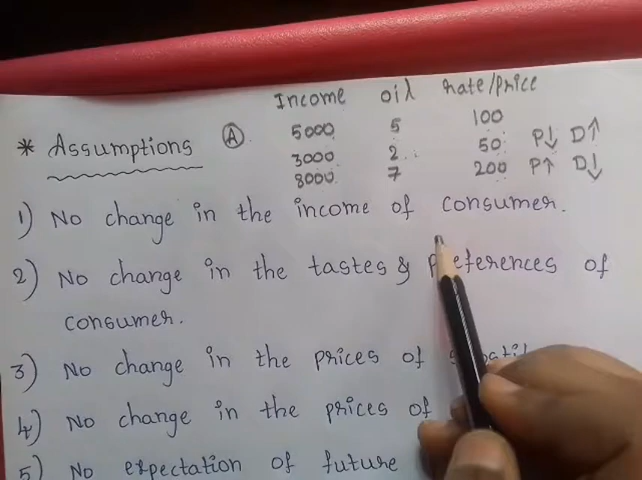 Income oil rate/price
* Assumptions Ⓐ 5000 5 100
3000 2 50 P↓ D↑
8000 7 200 P↑ D↓
1) No change in the income of consumer.
2) No change in the tastes & preferences of
consumer.
3) No change in the prices of
4) No change in the prices of
5) No expectation of future